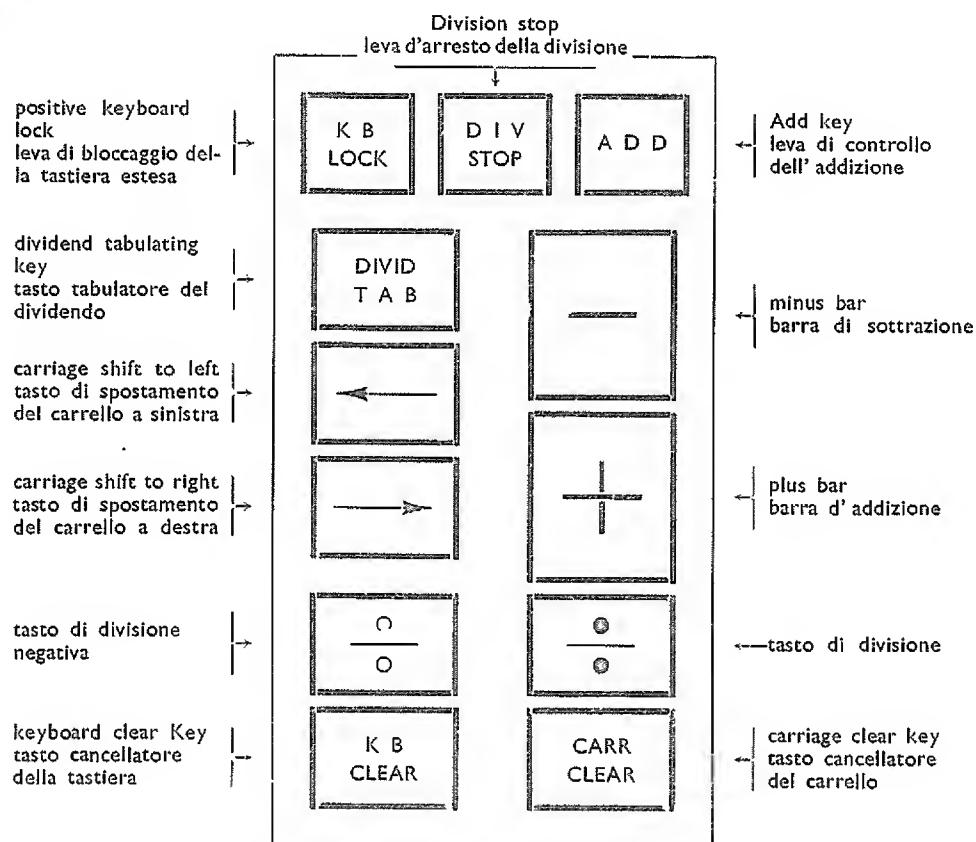 Division stop
leva d'arresto della divisione
positive keyboard
lock
leva di bloccaggio del-
la tastiera estesa
K B
LOCK
D I V
STOP
A D D
Add key
leva di controllo
dell' addizione
dividend tabulating
key
tasto tabulatore del
dividendo
DIVID
T A B
—
minus bar
barra di sottrazione
carriage shift to left
tasto di spostamento
del carrello a sinistra
←
carriage shift to right
tasto di spostamento
del carrello a destra
→
+
plus bar
barra d' addizione
tasto di divisione
negativa
÷
÷
tasto di divisione
keyboard clear Key
tasto cancellatore
della tastiera
K B
CLEAR
CARR
CLEAR
carriage clear key
tasto cancellatore
del carrello